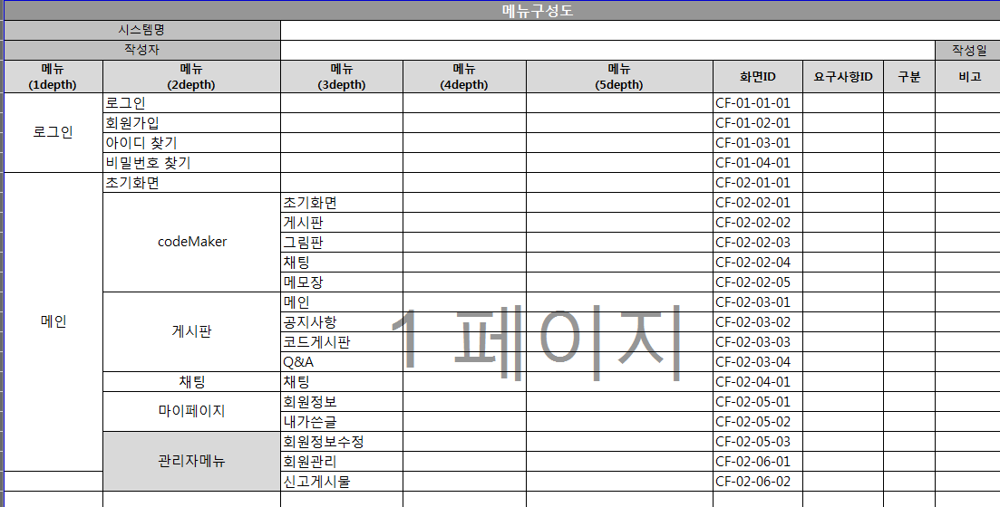 메뉴구성도
시스템명
작성자 작성일
메뉴 메뉴 메뉴 메뉴 메뉴 화면ID 요구사항ID 구분 비고
(1depth) (2depth) (3depth) (4depth) (5depth)
로그인 로그인 CF-01-01-01
회원가입 CF-01-02-01
아이디 찾기 CF-01-03-01
비밀번호 찾기 CF-01-04-01
메인 초기화면 CF-02-01-01
codeMaker 초기화면 CF-02-02-01
게시판 CF-02-02-02
그림판 CF-02-02-03
채팅 CF-02-02-04
메모장 CF-02-02-05
게시판 메인 CF-02-03-01
공지사항 CF-02-03-02
코드게시판 CF-02-03-03
Q&A CF-02-03-04
채팅 채팅 CF-02-04-01
마이페이지 회원정보 CF-02-05-01
내가쓴글 CF-02-05-02
관리자메뉴 회원정보수정 CF-02-05-03
회원관리 CF-02-06-01
신고게시물 CF-02-06-02
1 페이지